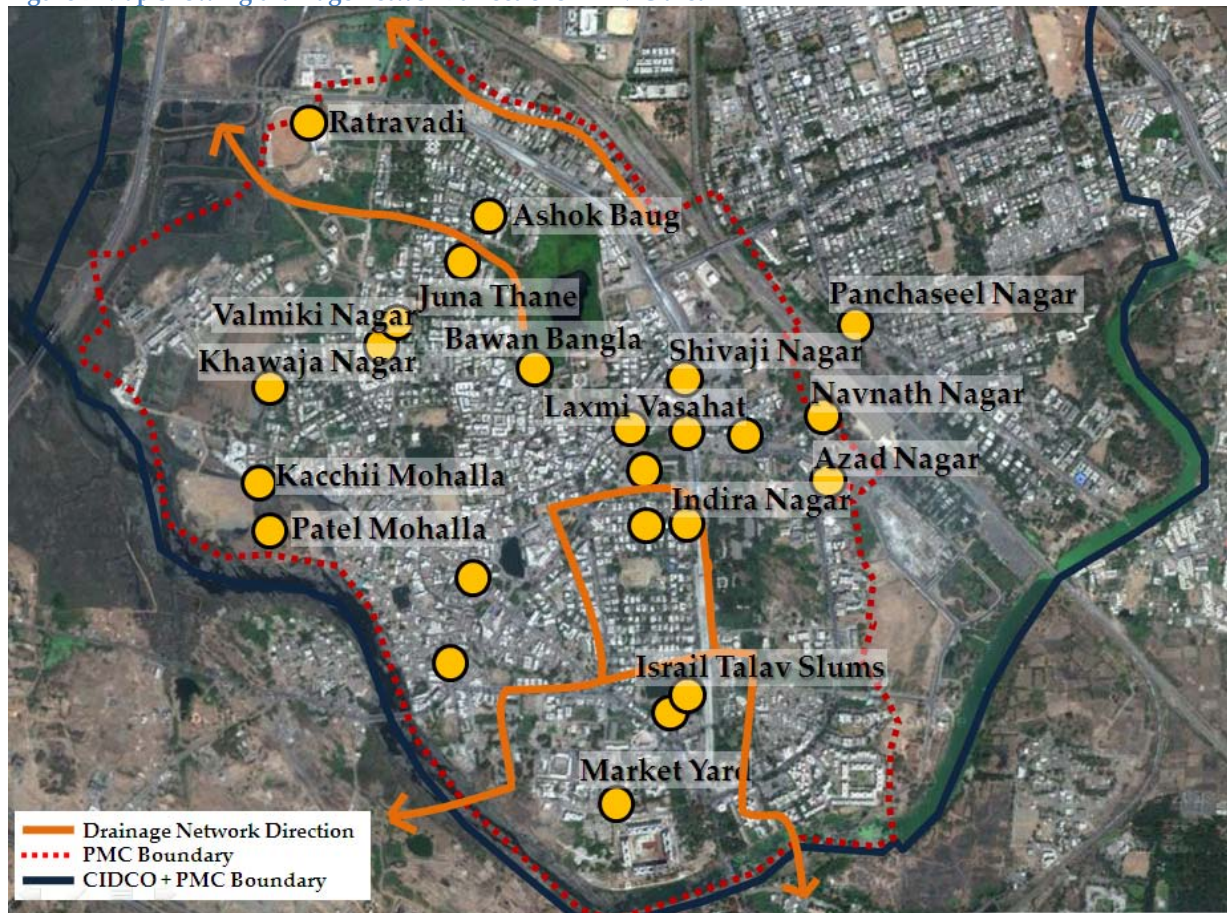 Ratravadi
Ashok Baug
Juna Thane
Valmiki Nagar
Bawan Bangla
Khawaja Nagar
Panchaseel Nagar
Shivaji Nagar
Laxmi Vasahat
Navnath Nagar
Kacchii Mohalla
Azad Nagar
Indira Nagar
Patel Mohalla
Israil Talav Slums
Market Yard
Drainage Network Direction
PMC Boundary
CIDCO + PMC Boundary